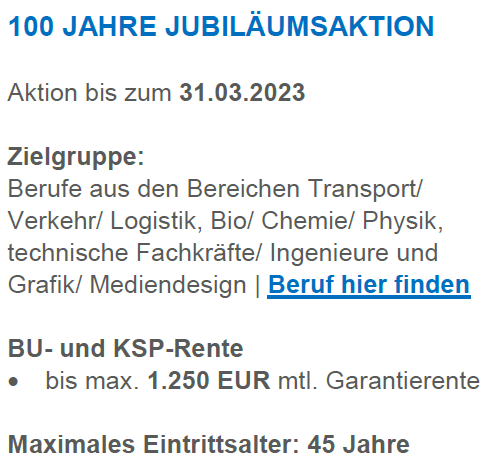 100 JAHRE JUBILÄUMSAKTION
Aktion bis zum 31.03.2023
Zielgruppe:
Berufe aus den Bereichen Transport/
Verkehr/ Logistik, Bio/ Chemie/ Physik,
technische Fachkräfte/ Ingenieure und
Grafik/ Mediendesign | Beruf hier finden
BU- und KSP-Rente
• bis max. 1.250 EUR mtl. Garantierente
Maximales Eintrittsalter: 45 Jahre